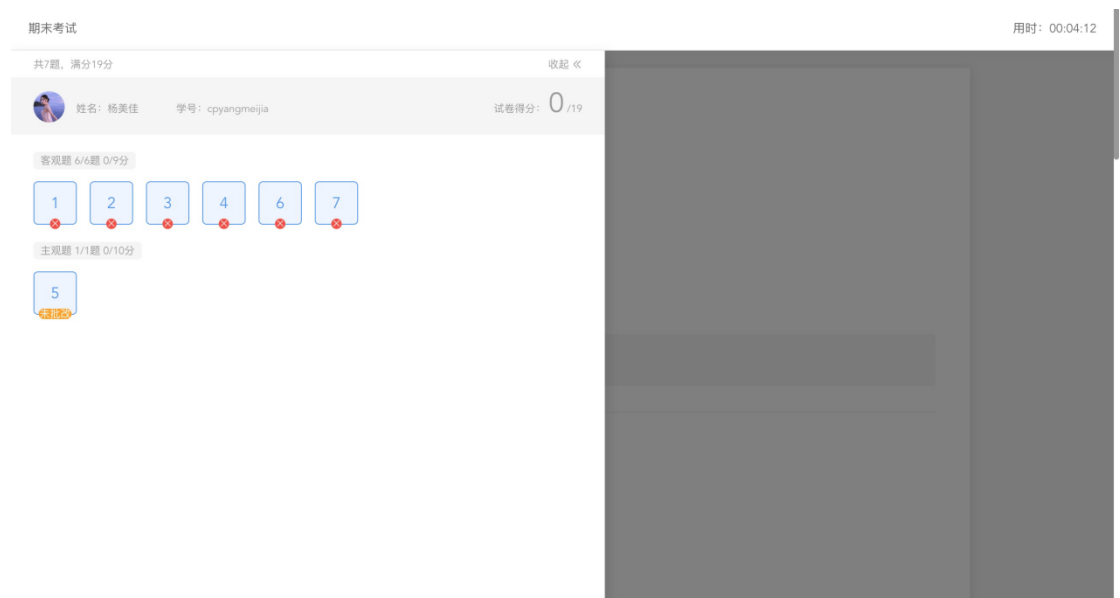 期末考试 用时：00:04:12
共7题，满分19分 收起 《
姓名：杨美佳 学号：cpyangmeijia 试卷得分：0/19
客观题 6/6题 0/9分
1 2 3 4 6 7
主观题 1/1题 0/10分
5
未批改